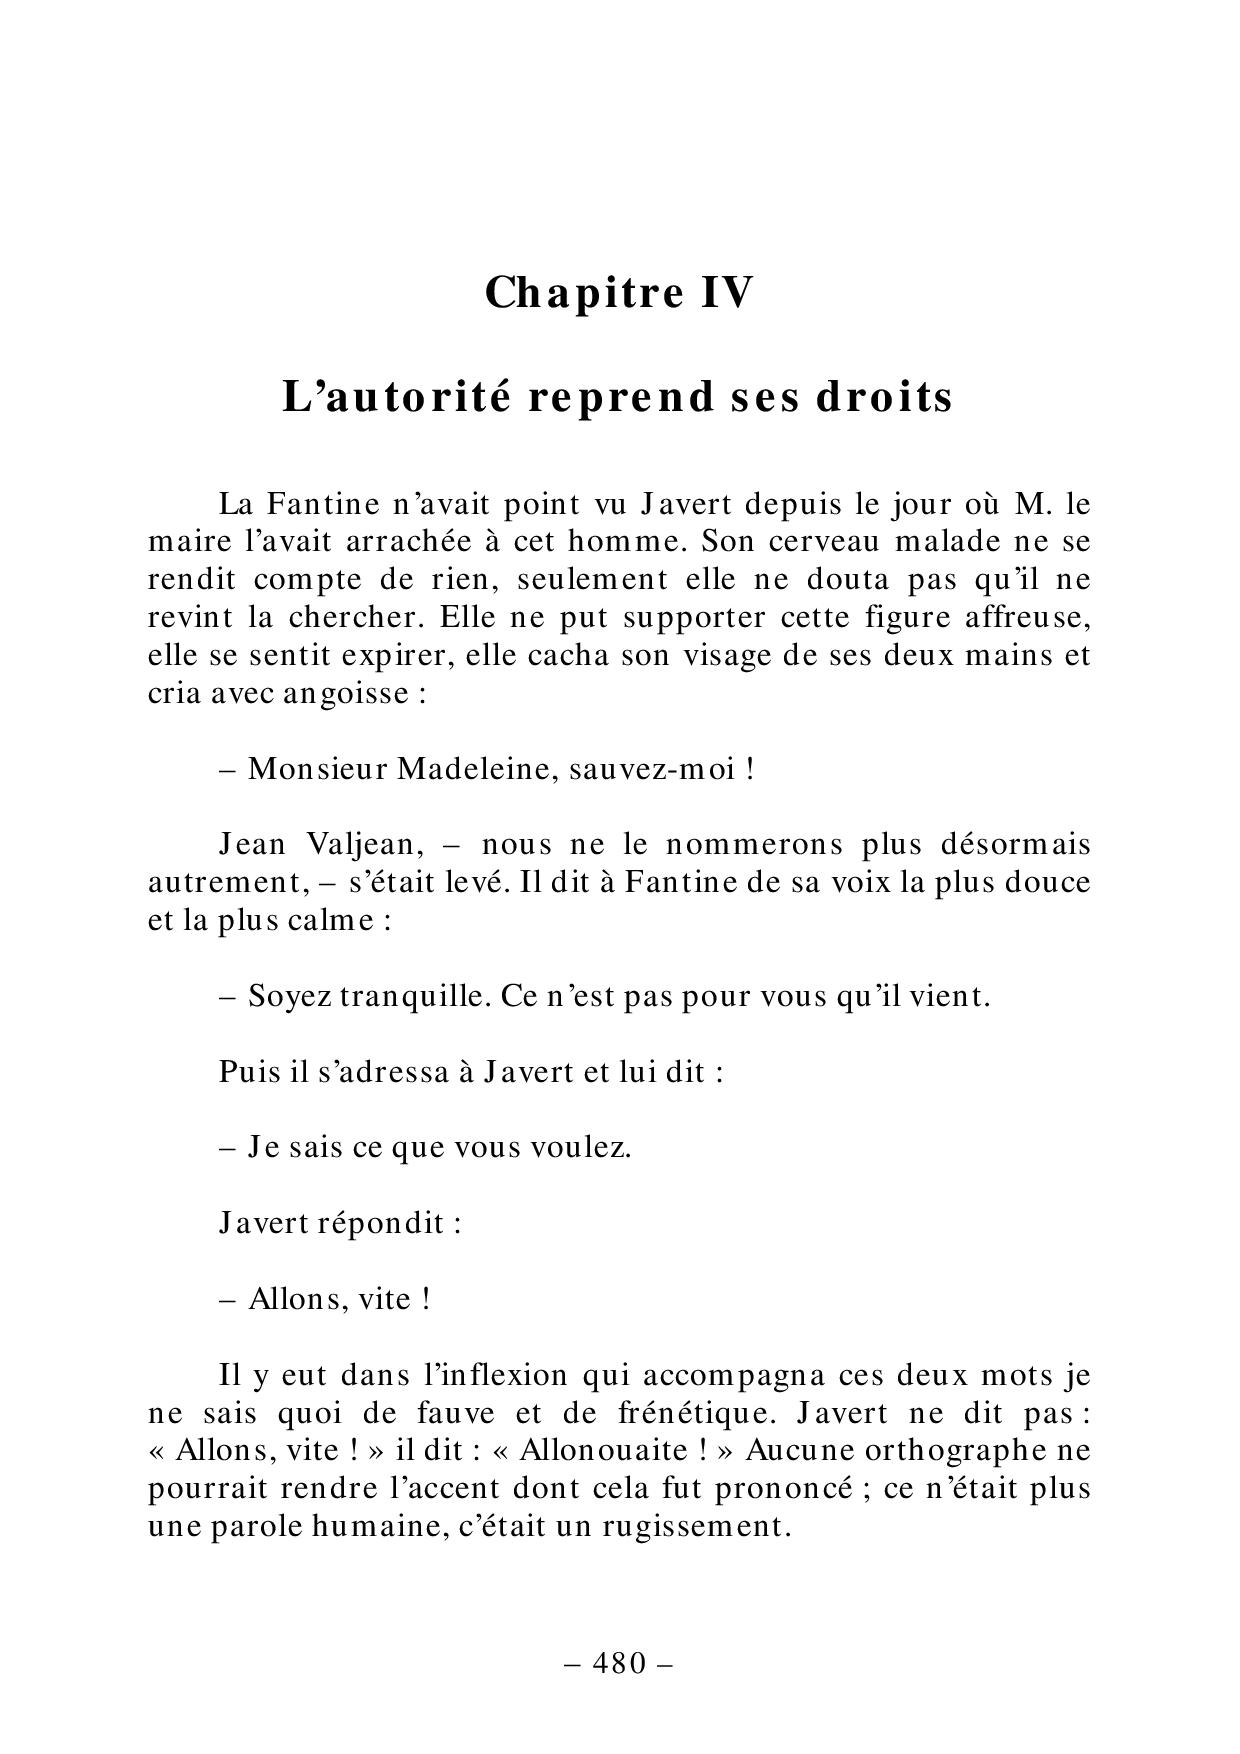 Chapitre IV
L’autorité reprend ses droits
La Fantine n’avait point vu Javert depuis le jour où M. le
maire l’avait arrachée à cet homme. Son cerveau malade ne se
rendit compte de rien, seulement elle ne douta pas qu’il ne
revint la chercher. Elle ne put supporter cette figure affreuse,
elle se sentit expirer, elle cacha son visage de ses deux mains et
cria avec angoisse :
– Monsieur Madeleine, sauvez-moi !
Jean Valjean, – nous ne le nommerons plus désormais
autrement, – s’était levé. Il dit à Fantine de sa voix la plus douce
et la plus calme :
– Soyez tranquille. Ce n’est pas pour vous qu’il vient.
Puis il s’adressa à Javert et lui dit :
– Je sais ce que vous voulez.
Javert répondit :
– Allons, vite !
Il y eut dans l’inflexion qui accompagna ces deux mots je
ne sais quoi de fauve et de frénétique. Javert ne dit pas :
« Allons, vite ! » il dit : « Allonouaite ! » Aucune orthographe ne
pourrait rendre l’accent dont cela fut prononcé ; ce n’était plus
une parole humaine, c’était un rugissement.
– 480 –